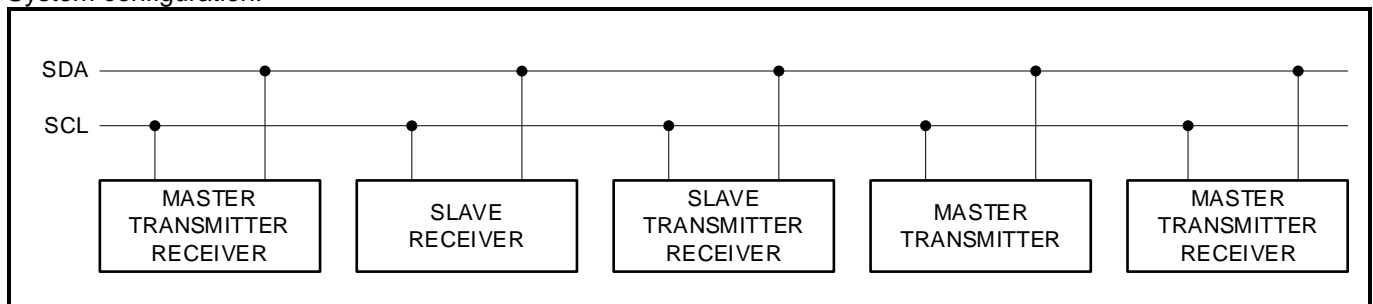 System configuration:
SDA
SCL
MASTER
TRANSMITTER
RECEIVER
SLAVE
RECEIVER
SLAVE
TRANSMITTER
RECEIVER
MASTER
TRANSMITTER
MASTER
TRANSMITTER
RECEIVER